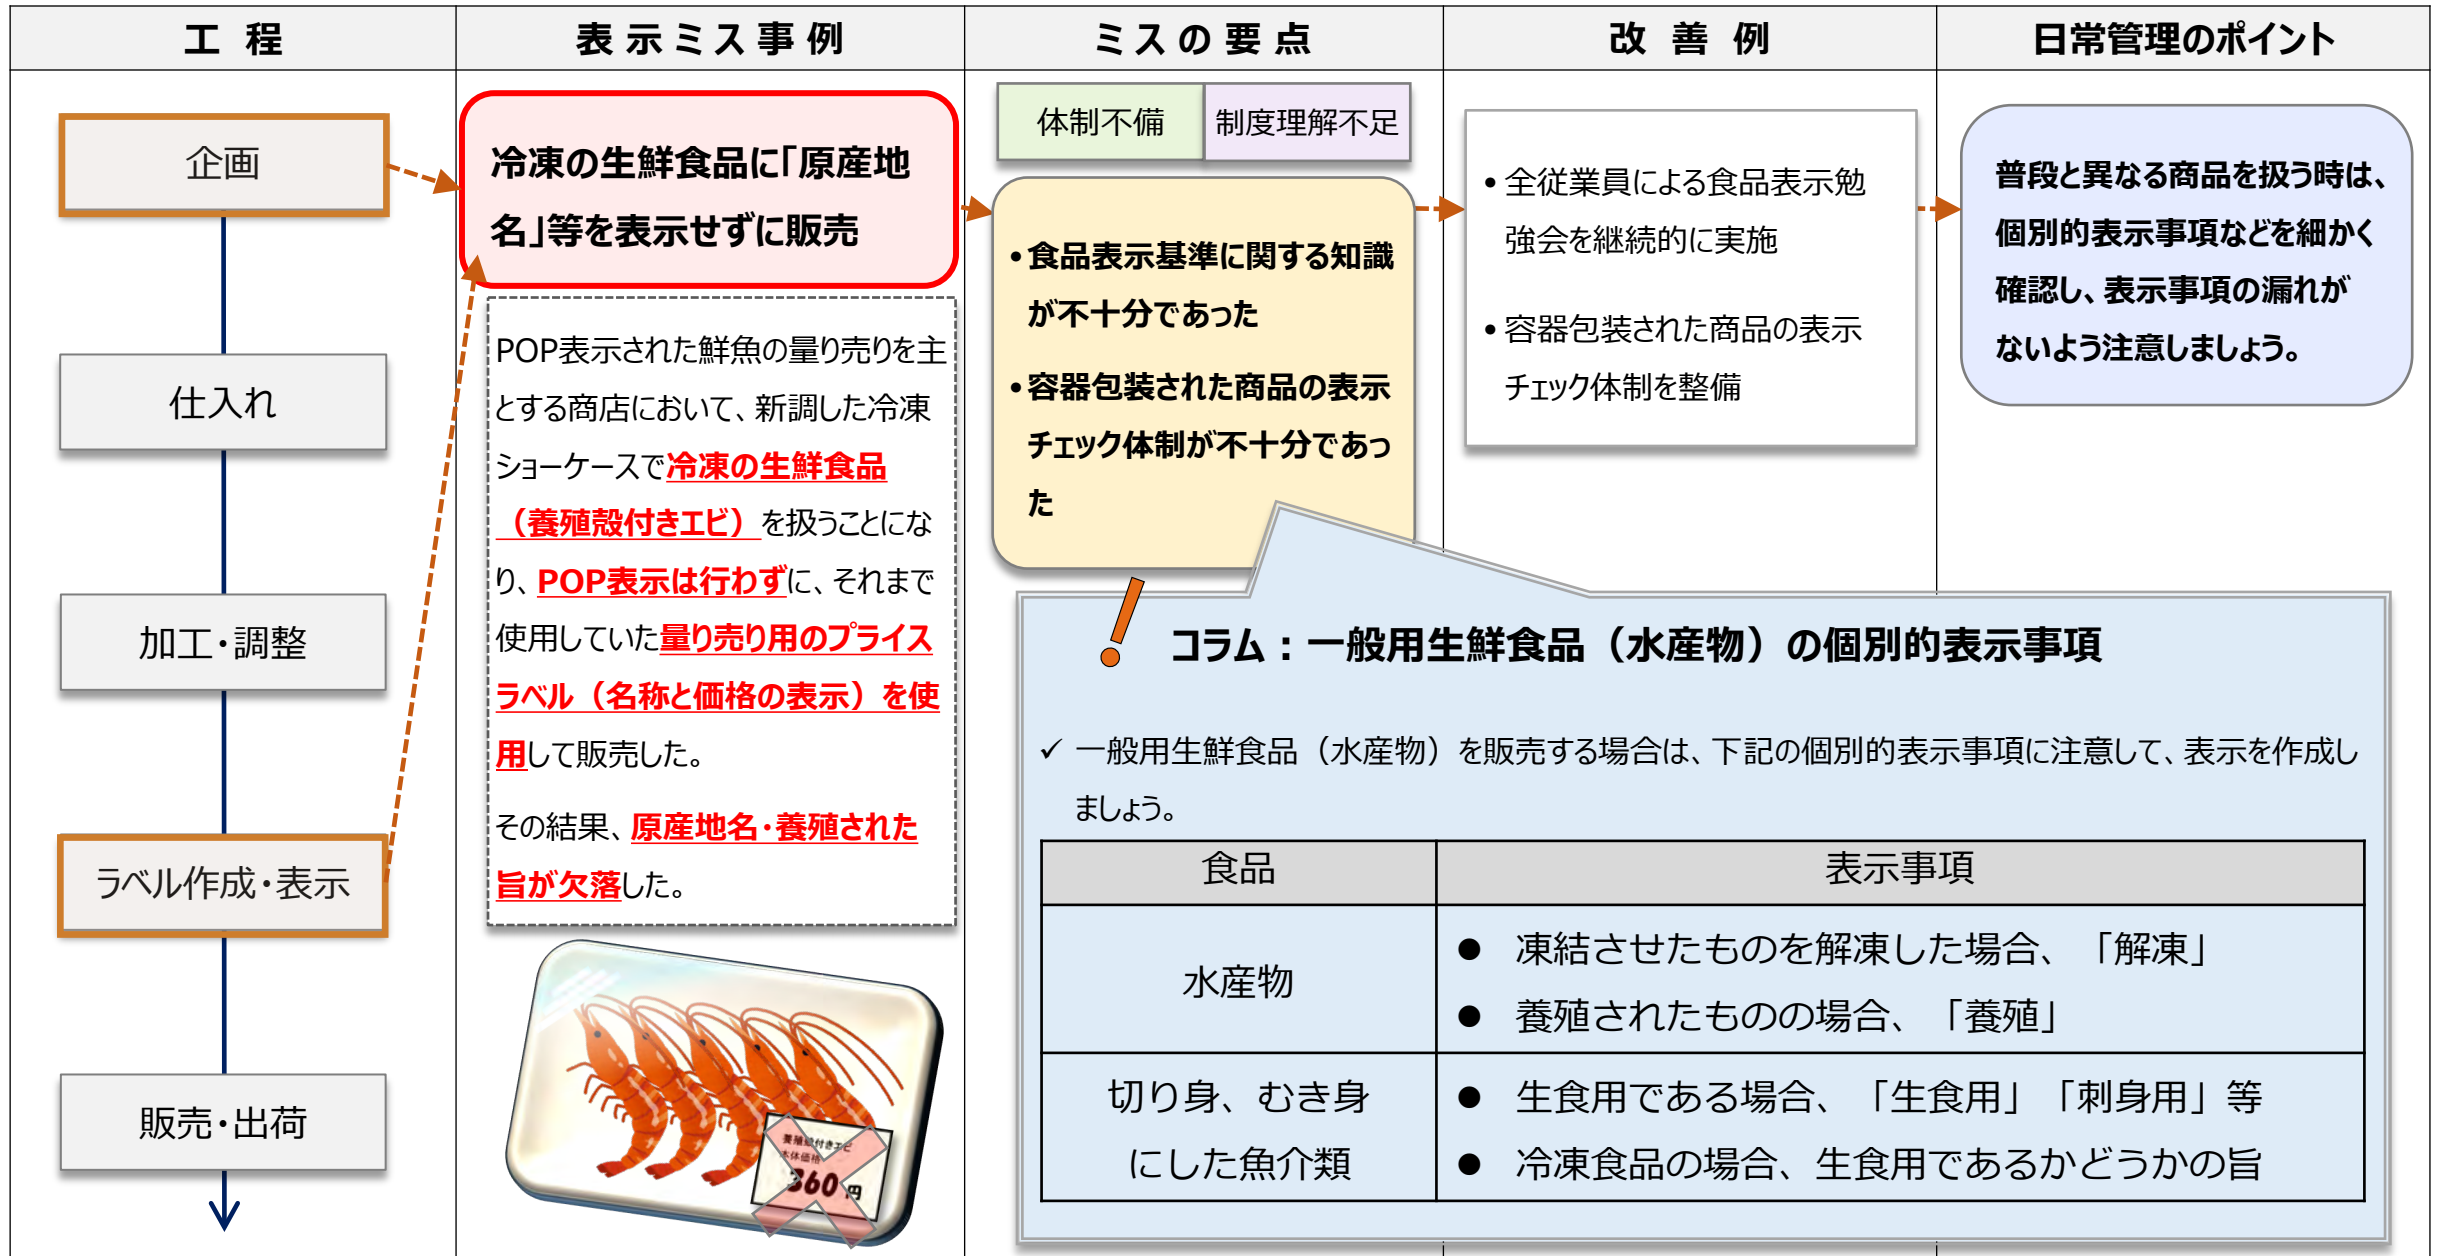 工程
表示ミス事例
ミスの要点
改善例
日常管理のポイント
企画
仕入れ
加工・調整
ラベル作成・表示
販売・出荷
冷凍の生鮮食品に「原産地
名」等を表示せずに販売
POP表示された鮮魚の量り売りを主
とする商店において、新調した冷凍
ショーケースで冷凍の生鮮食品
（養殖殻付きエビ）を扱うことにな
り、POP表示は行わずに、それまで
使用していた量り売り用のプライス
ラベル（名称と価格の表示）を使
用して販売した。
その結果、原産地名・養殖された
旨が欠落した。
養殖殻付きエビ
本体価格
360円
体制不備
制度理解不足
•食品表示基準に関する知識
が不十分であった
•容器包装された商品の表示
チェック体制が不十分であっ
た
•全従業員による食品表示勉
強会を継続的に実施
•容器包装された商品の表示
チェック体制を整備
普段と異なる商品を扱う時は、
個別的表示事項などを細かく
確認し、表示事項の漏れが
ないよう注意しましょう。
コラム：一般用生鮮食品（水産物）の個別的表示事項
✓ 一般用生鮮食品（水産物）を販売する場合は、下記の個別的表示事項に注意して、表示を作成し
ましょう。
食品
表示事項
水産物
● 凍結させたものを解凍した場合、「解凍」
● 養殖されたものの場合、「養殖」
切り身、むき身
にした魚介類
● 生食用である場合、「生食用」「刺身用」等
● 冷凍食品の場合、生食用であるかどうかの旨